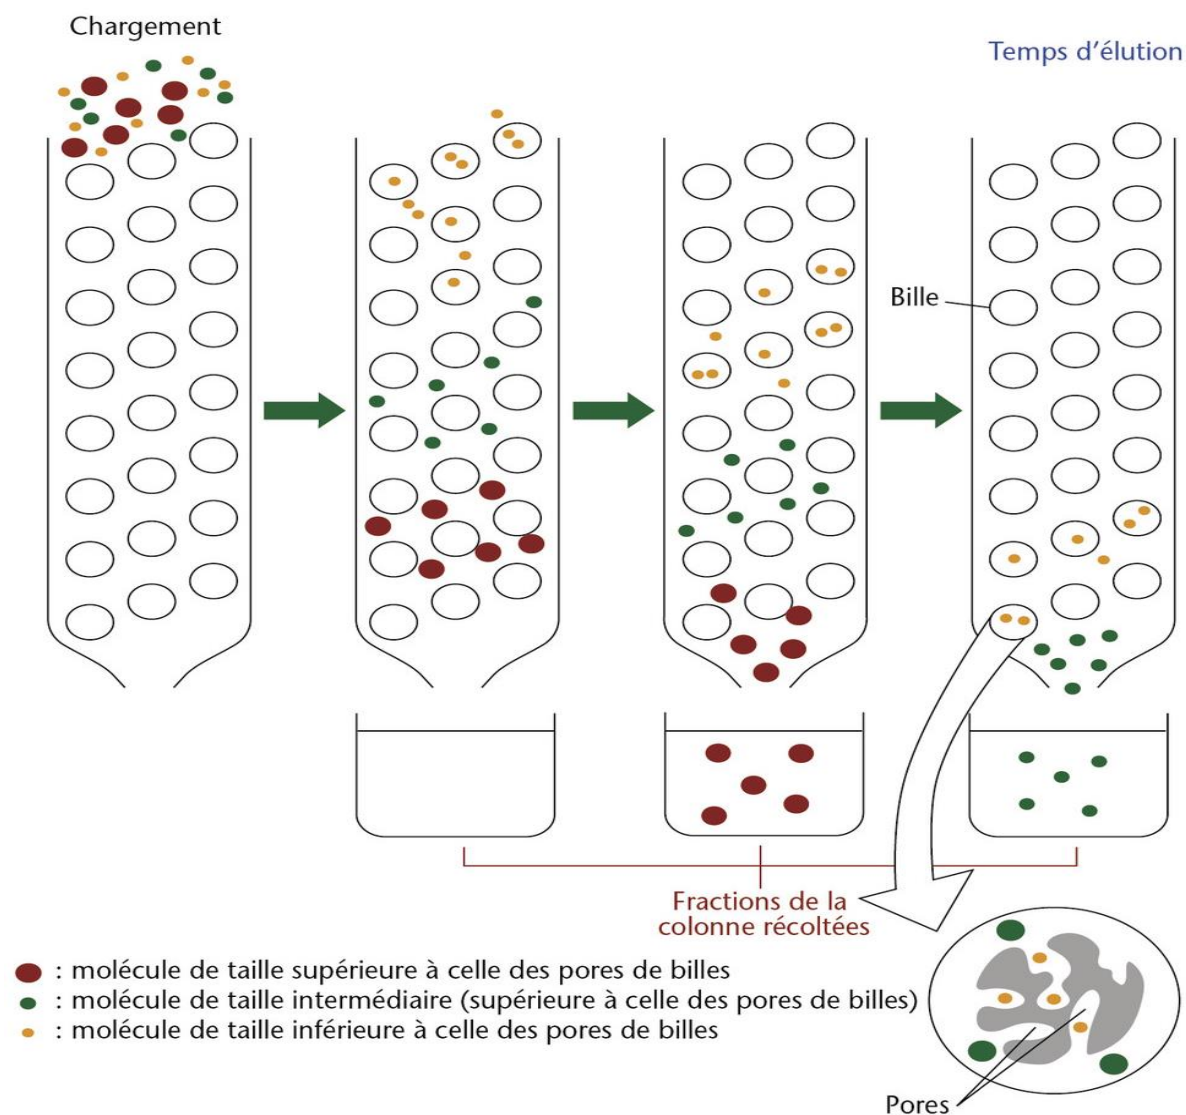 Chargement
Temps d'élution
Bille
Fractions de la
colonne récoltées
: molécule de taille supérieure à celle des pores de billes
: molécule de taille intermédiaire (supérieure à celle des pores de billes)
: molécule de taille inférieure à celle des pores de billes
Pores